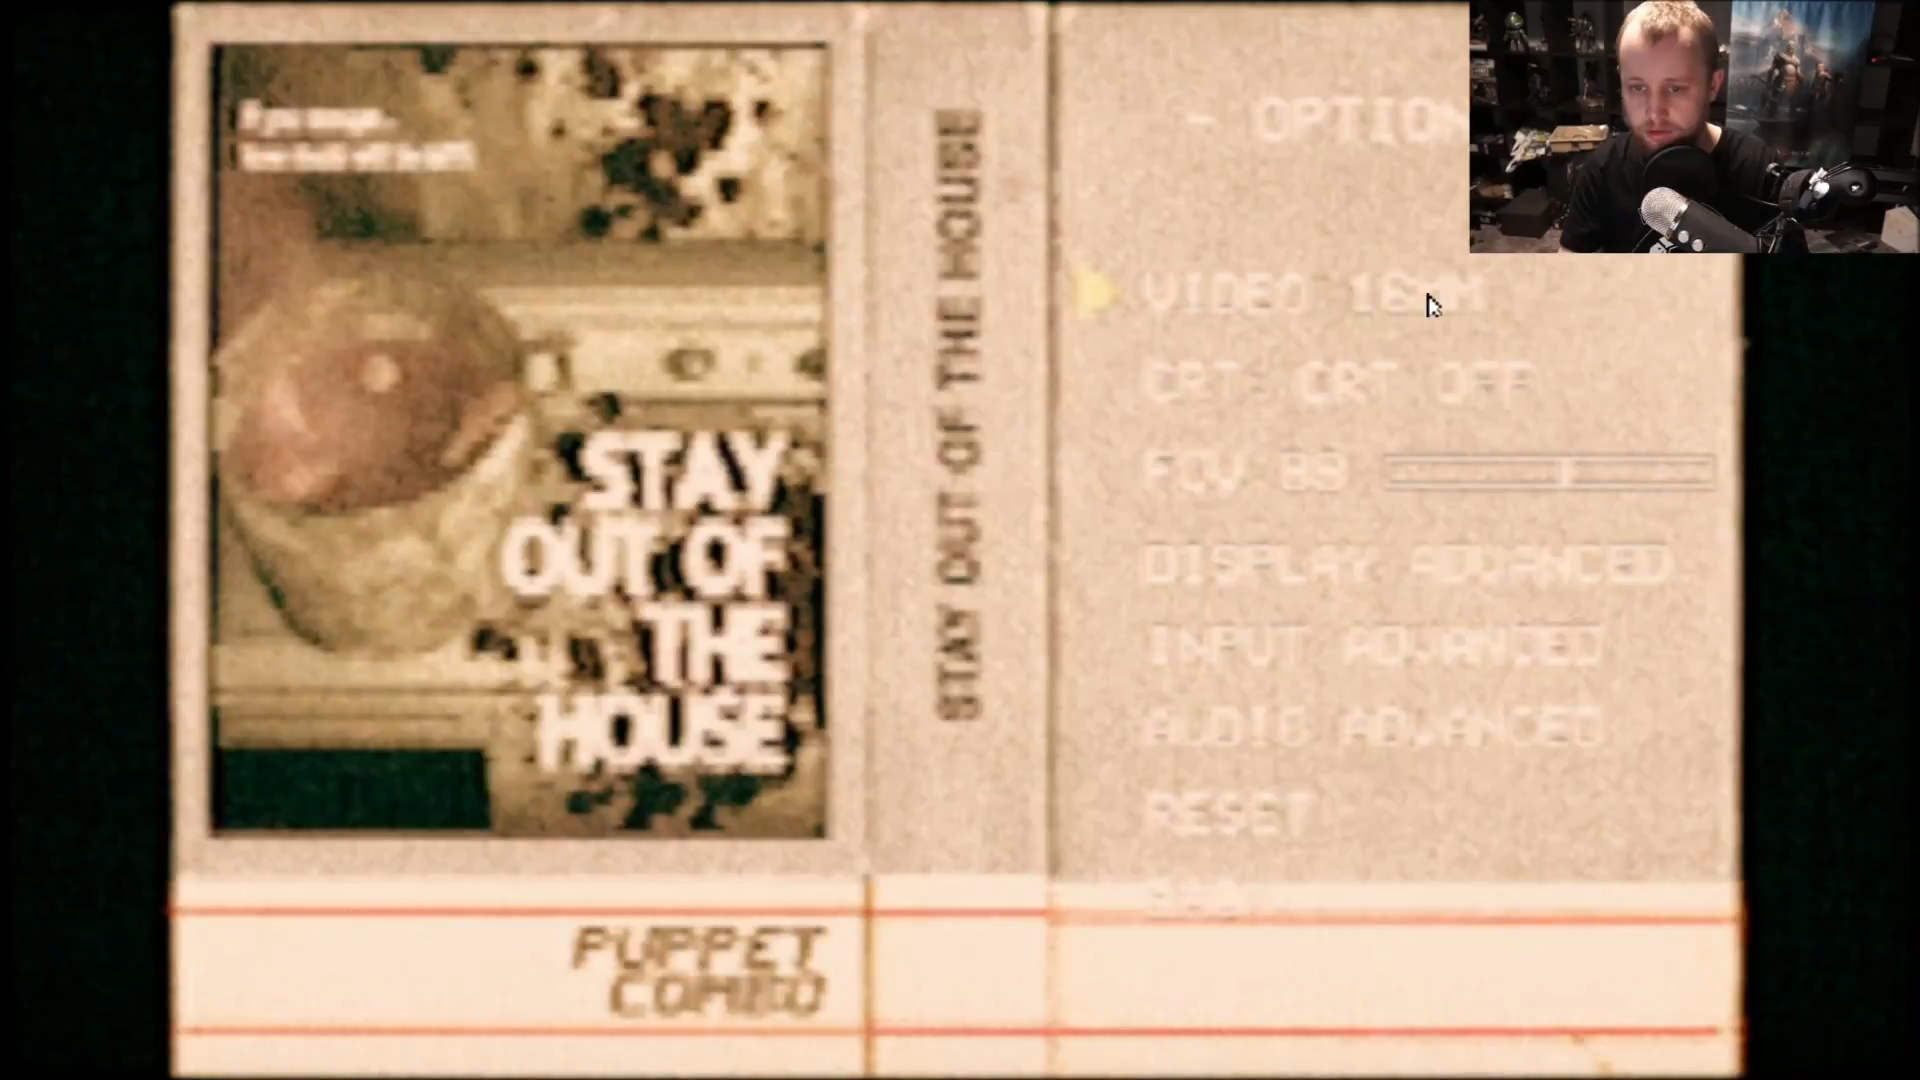 STAY
OUT OF
THE
HOUSE
PUPPET
COMBO
STAY OUT OF THE HOUSE
- OPTION
VIDEO 16MM
CRT: CRT OFF
FOV 89
DISPLAY ADVANCED
INPUT ADVANCED
AUDIO ADVANCED
RESET